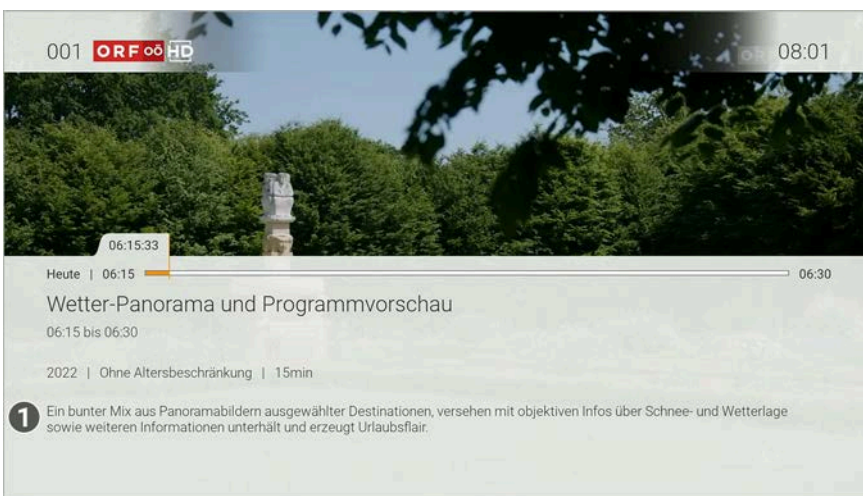 001 ORF oö HD
08:01
06:15:33
Heute | 06:15
06:30
Wetter-Panorama und Programmvorschau
06:15 bis 06:30
2022 | Ohne Altersbeschränkung | 15min
1 Ein bunter Mix aus Panoramabildern ausgewählter Destinationen, versehen mit objektiven Infos über Schnee- und Wetterlage
sowie weiteren Informationen unterhält und erzeugt Urlaubsflair.